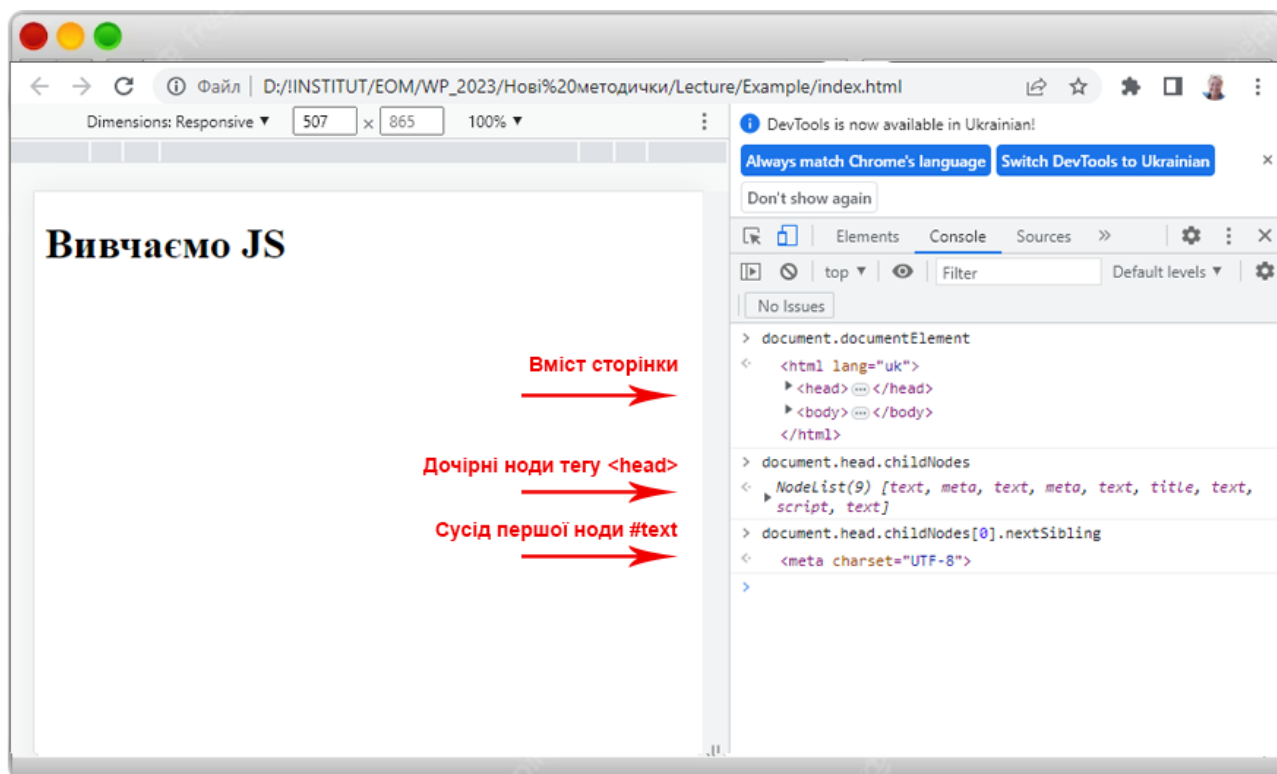 Файл | D:/!INSTITUT/EOM/WP_2023/Нові%20методички/Lecture/Example/index.html
Dimensions: Responsive ▼ 507 × 865 100% ▼
Вивчаємо JS
Вміст сторінки
Дочірні ноди тегу <head>
Сусід першої ноди #text
DevTools is now available in Ukrainian!
Always match Chrome's language Switch DevTools to Ukrainian
Don't show again
Elements Console Sources »
top ▼ Filter Default levels ▼
No Issues
> document.documentElement
<html lang="uk">
<head>…</head>
<body>…</body>
</html>
> document.head.childNodes
NodeList(9) [text, meta, text, meta, text, title, text,
script, text]
> document.head.childNodes[0].nextSibling
<meta charset="UTF-8">
>